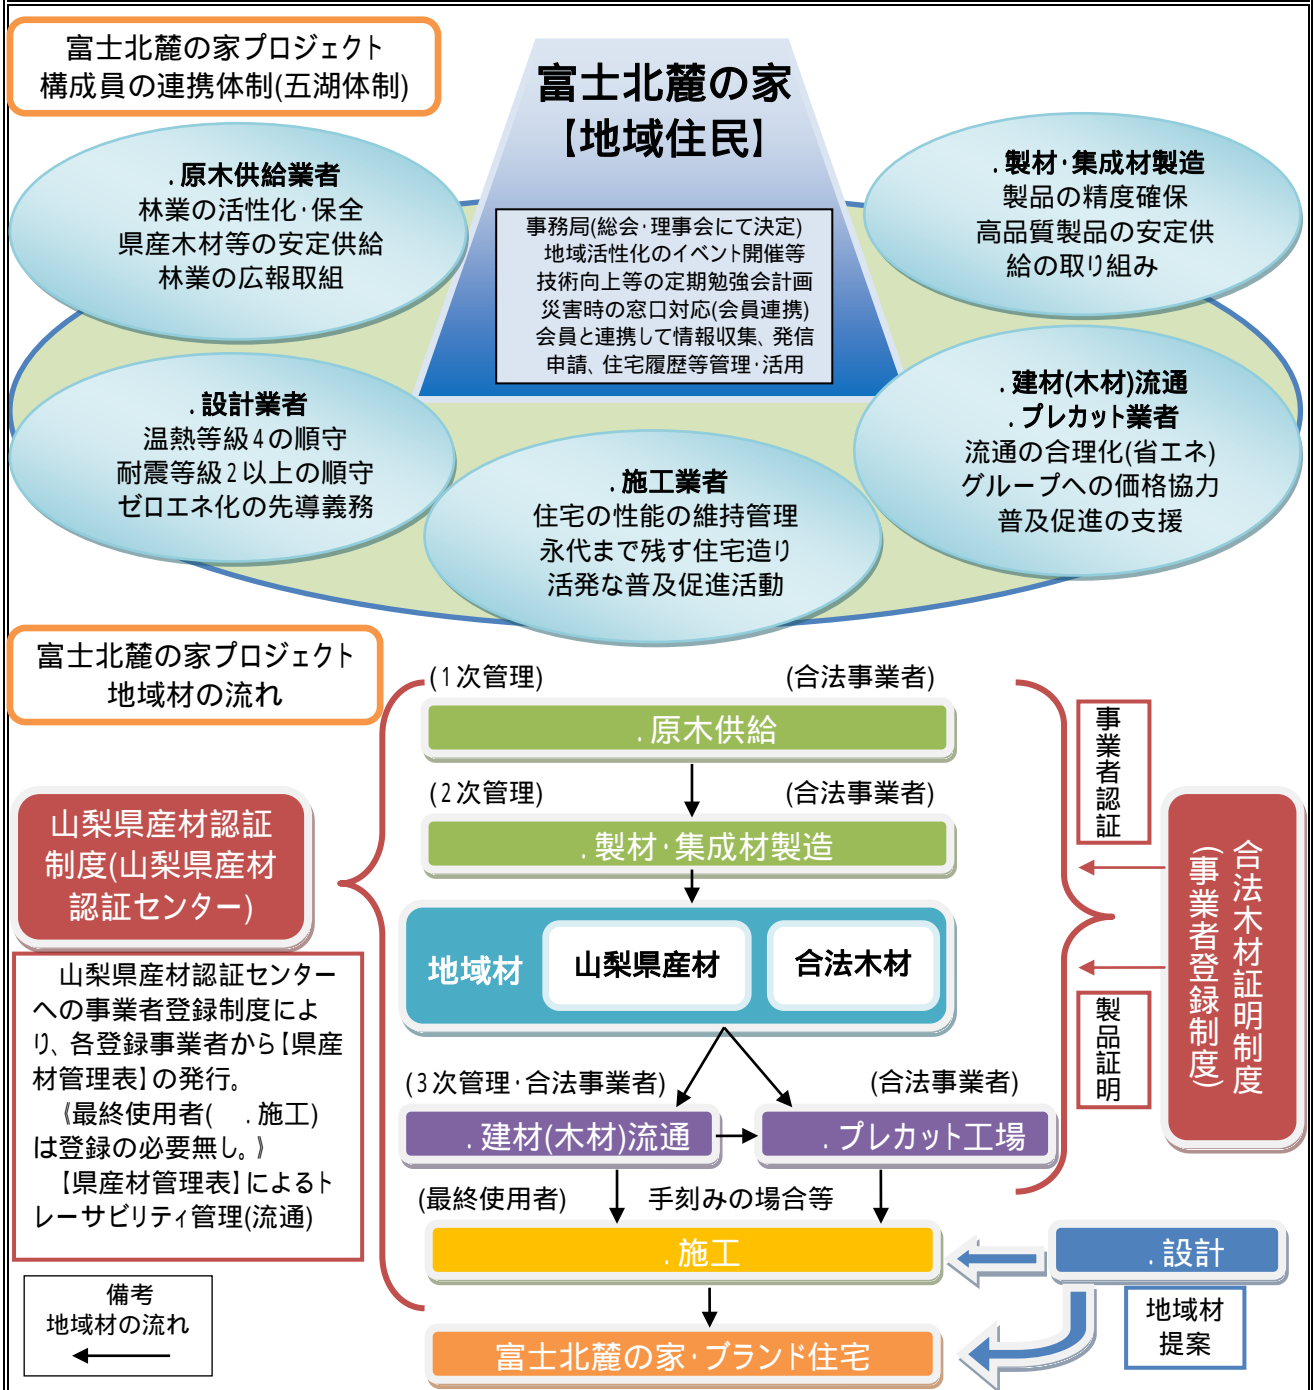 富士北麓の家プロジェクト
構成員の連携体制(五湖体制)
富士北麓の家
【地域住民】
事務局(総会・理事会にて決定)
地域活性化のイベント開催等
技術向上等の定期勉強会計画
災害時の窓口対応(会員連携)
会員と連携して情報収集、発信
申請、住宅履歴等管理・活用
.原木供給業者
林業の活性化・保全
県産木材等の安定供給
林業の広報取組
.製材・集成材製造
製品の精度確保
高品質製品の安定供
給の取り組み
.設計業者
温熱等級4の順守
耐震等級2以上の順守
ゼロエネ化の先導義務
.施工業者
住宅の性能の維持管理
永代まで残す住宅造り
活発な普及促進活動
.建材(木材)流通
.プレカット業者
流通の合理化(省エネ)
グループへの価格協力
普及促進の支援
富士北麓の家プロジェクト
地域材の流れ
(1次管理)
(合法事業者)
.原木供給
(2次管理)
(合法事業者)
.製材・集成材製造
地域材
山梨県産材
合法木材
(3次管理・合法事業者)
(合法事業者)
.建材(木材)流通
.プレカット工場
(最終使用者)
手刻みの場合等
.施工
.設計
富士北麓の家・ブランド住宅
地域材
提案
山梨県産材認証
制度(山梨県産材
認証センター)
山梨県産材認証センター
への事業者登録制度によ
り、各登録事業者から【県産
材管理表】の発行。
《最終使用者( .施工)
は登録の必要無し。》
【県産材管理表】によるト
レーサビリティ管理(流通)
備考
地域材の流れ
事業者認証
製品証明
合法木材証明制度
(事業者登録制度)